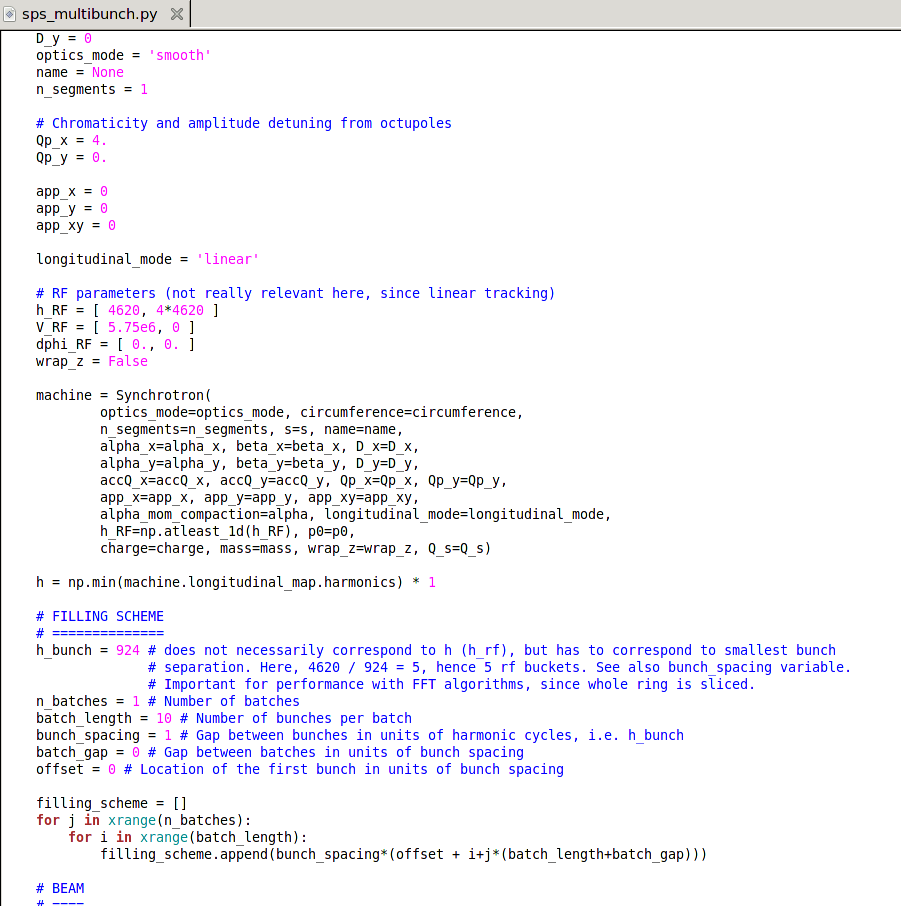 sps_multibunch.py
D_y = 0
optics_mode = 'smooth'
name = None
n_segments = 1
# Chromaticity and amplitude detuning from octupoles
Qp_x = 4.
Qp_y = 0.
app_x = 0
app_y = 0
app_xy = 0
longitudinal_mode = 'linear'
# RF parameters (not really relevant here, since linear tracking)
h_RF = [ 4620, 4*4620 ]
V_RF = [ 5.75e6, 0 ]
dphi_RF = [ 0., 0. ]
wrap_z = False
machine = Synchrotron(
        optics_mode=optics_mode, circumference=circumference,
        n_segments=n_segments, s=s, name=name,
        alpha_x=alpha_x, beta_x=beta_x, D_x=D_x,
        alpha_y=alpha_y, beta_y=beta_y, D_y=D_y,
        accQ_x=accQ_x, accQ_y=accQ_y, Qp_x=Qp_x, Qp_y=Qp_y,
        app_x=app_x, app_y=app_y, app_xy=app_xy,
        alpha_mom_compaction=alpha, longitudinal_mode=longitudinal_mode,
        h_RF=np.atleast_1d(h_RF), p0=p0,
        charge=charge, mass=mass, wrap_z=wrap_z, Q_s=Q_s)
h = np.min(machine.longitudinal_map.harmonics) * 1
# FILLING SCHEME
# ==============
h_bunch = 924 # does not necessarily correspond to h (h_rf), but has to correspond to smallest bunch
              # separation. Here, 4620 / 924 = 5, hence 5 rf buckets. See also bunch_spacing variable.
              # Important for performance with FFT algorithms, since whole ring is sliced.
n_batches = 1 # Number of batches
batch_length = 10 # Number of bunches per batch
bunch_spacing = 1 # Gap between bunches in units of harmonic cycles, i.e. h_bunch
batch_gap = 0 # Gap between batches in units of bunch spacing
offset = 0 # Location of the first bunch in units of bunch spacing
filling_scheme = []
for j in xrange(n_batches):
    for i in xrange(batch_length):
        filling_scheme.append(bunch_spacing*(offset + i+j*(batch_length+batch_gap)))
# BEAM
# ====